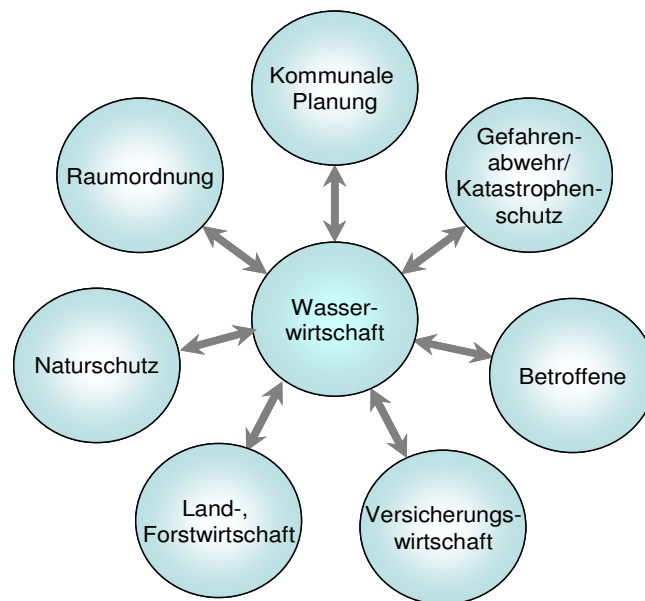 Kommunale
Planung
Gefahren-
abwehr/
Katastrophen-
schutz
Raumordnung
Wasser-
wirtschaft
Naturschutz
Betroffene
Land-,
Forstwirtschaft
Versicherungs-
wirtschaft